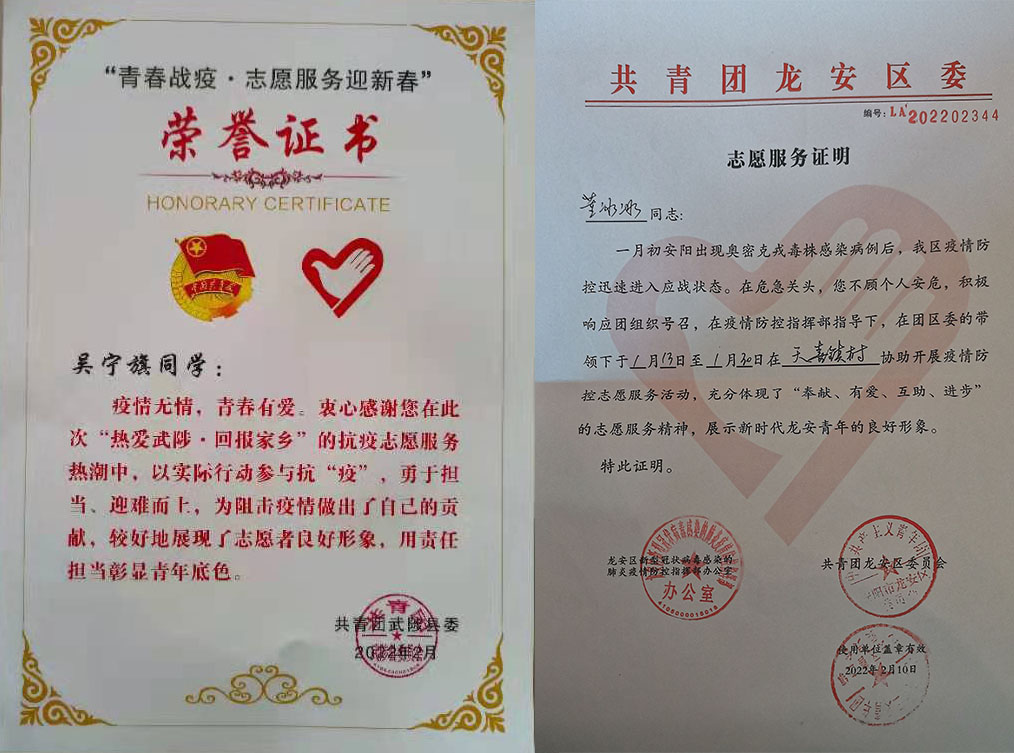 “青春战疫·志愿服务迎新春”
荣誉证书
HONORARY CERTIFICATE
吴宁旗同学：
疫情无情，青春有爱。衷心感谢您在此
次“热爱武陟·回报家乡”的抗疫志愿服务
热潮中，以实际行动参与抗“疫”，勇于担
当、迎难而上，为阻击疫情做出了自己的贡
献，较好地展现了志愿者良好形象，用责任
担当彰显青年底色。
共青团武陟县委
2022年2月
共青团龙安区委
编号：LA'202202344
志愿服务证明
董冰冰 同志：
一月初安阳出现奥密克戎毒株感染病例后，我区疫情防
控迅速进入应战状态。在危急关头，您不顾个人安危，积极
响应团组织号召，在疫情防控指挥部指导下，在团区委的带
领下于1月13日至1月30日在 天喜镇村 协助开展疫情防
控志愿服务活动，充分体现了“奉献、有爱、互助、进步”
的志愿服务精神，展示新时代龙安青年的良好形象。
特此证明。
龙安区新型冠状病毒感染的
肺炎疫情防控指挥部办公室
办公室
4105000015019
共青团龙安区委员会
使用单位盖章有效
2022年2月10日